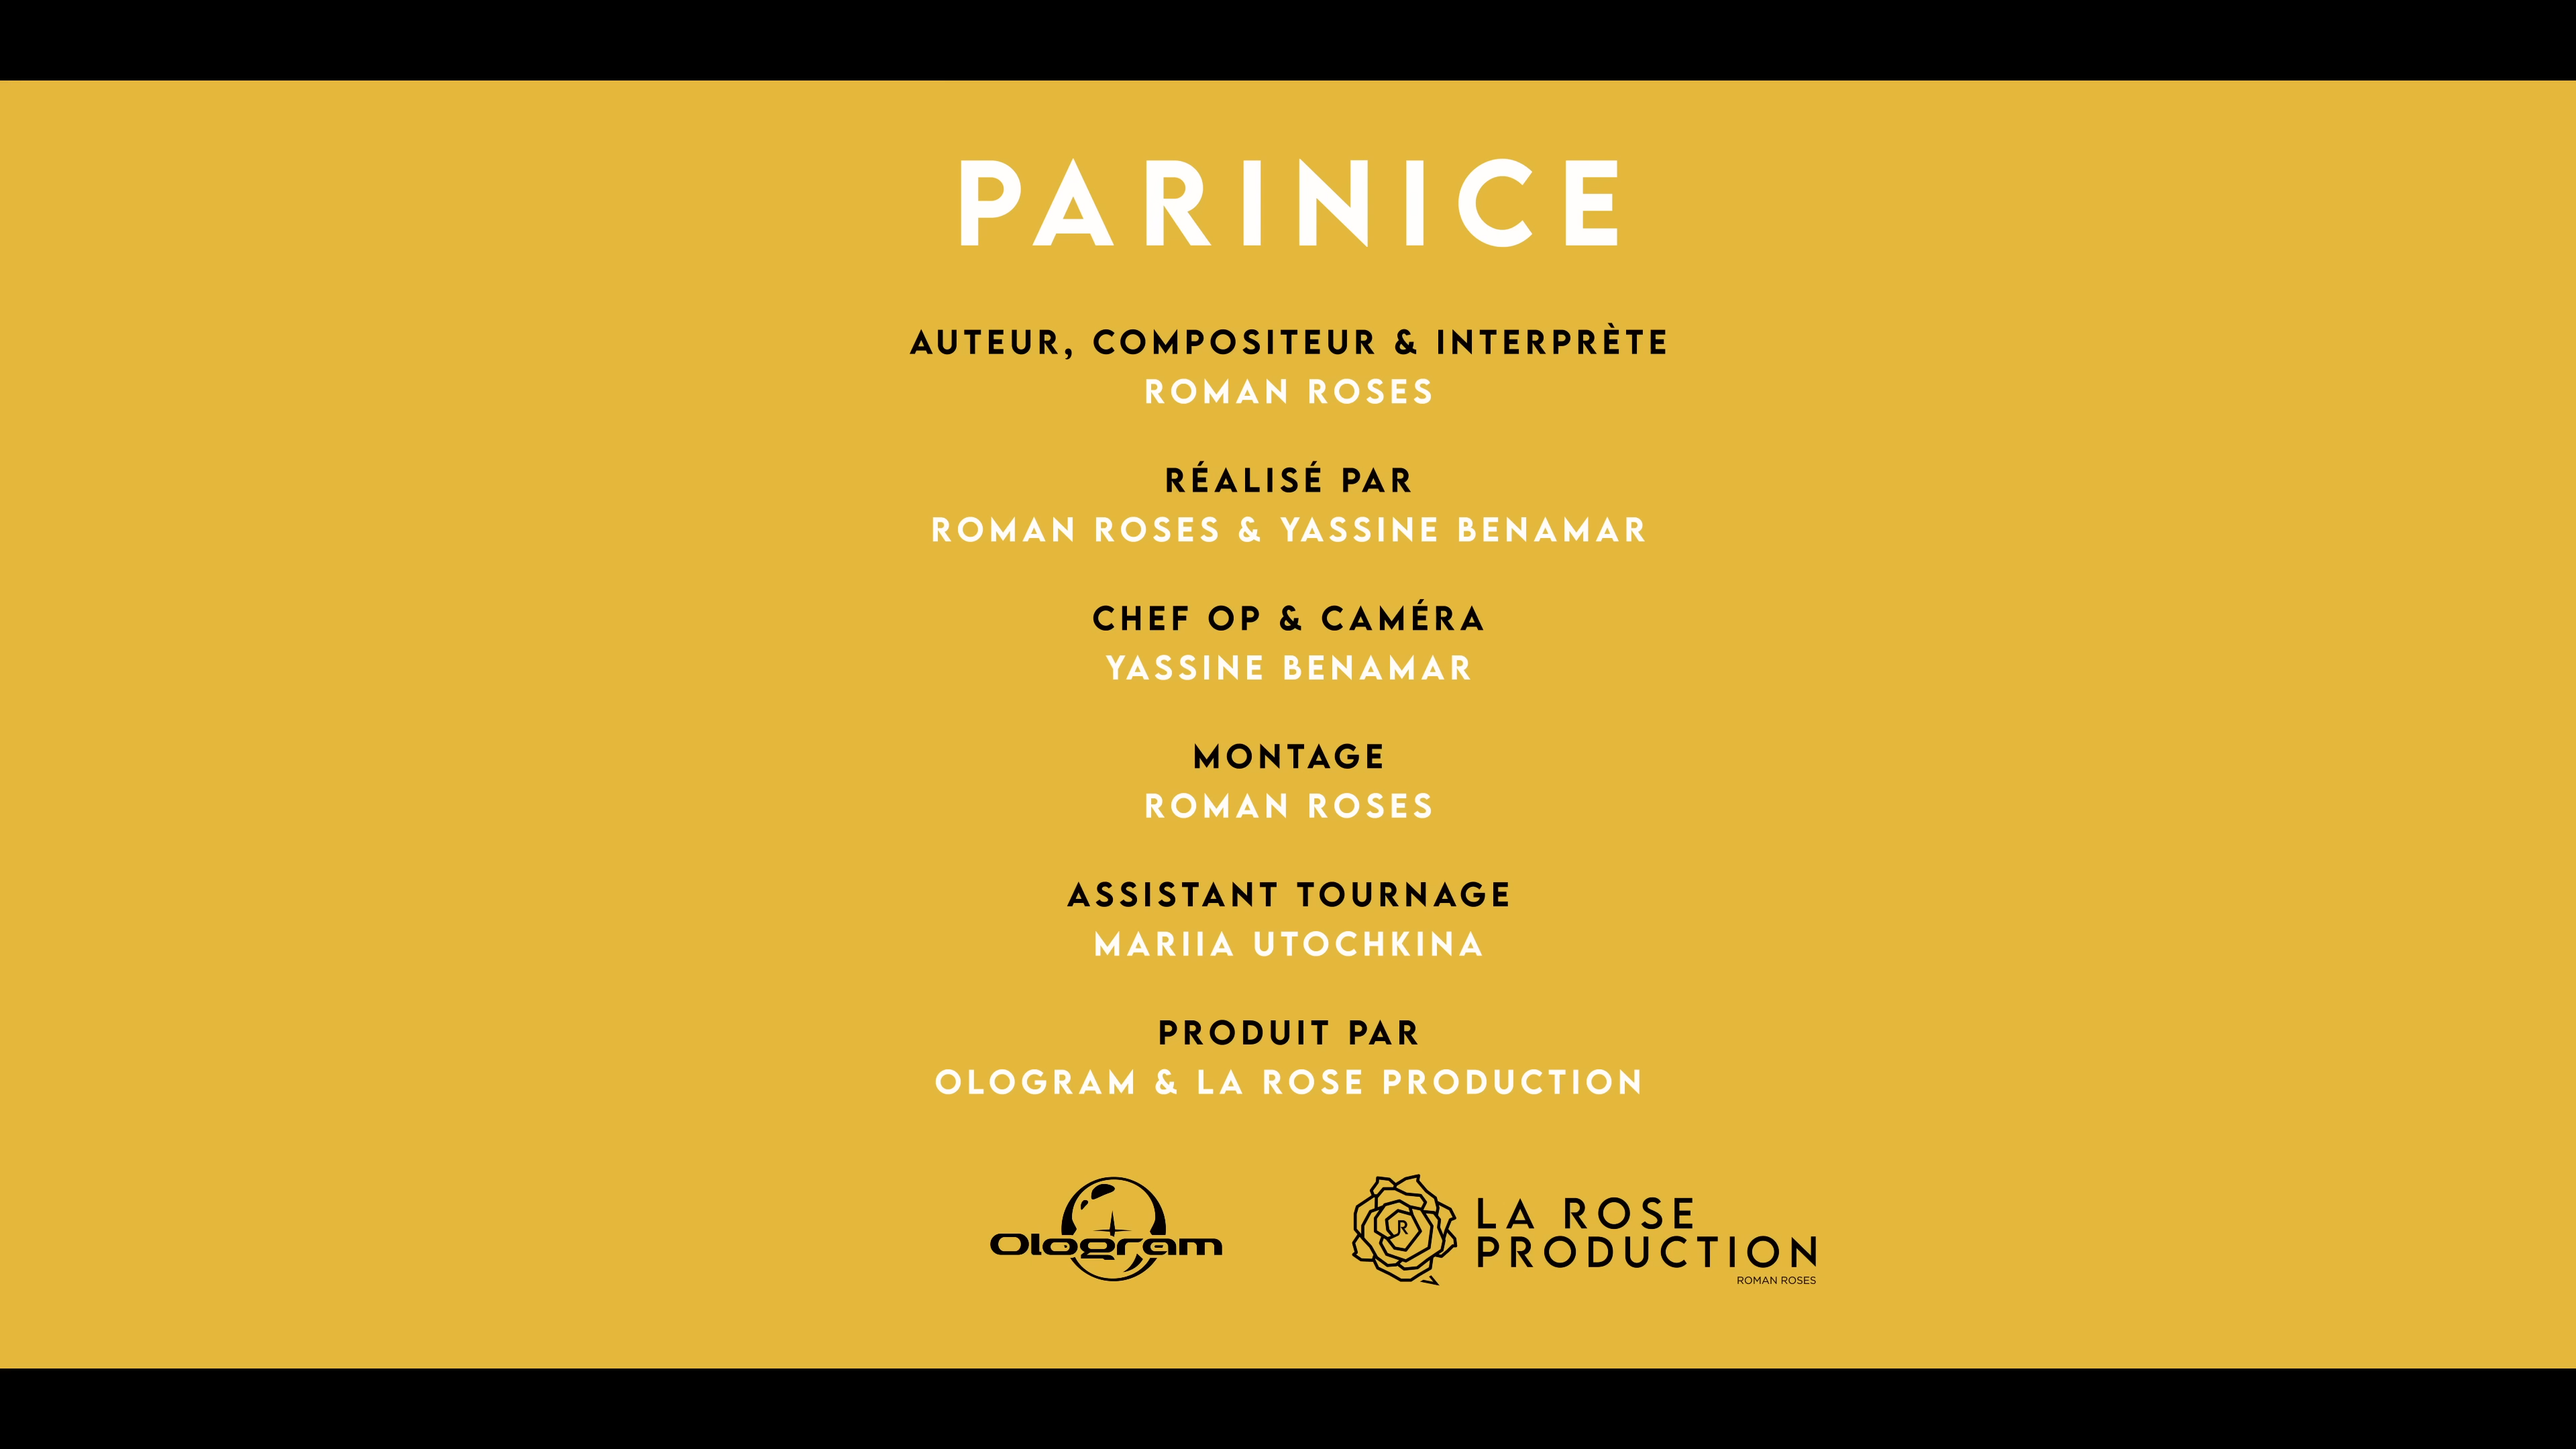 PARINICE
AUTEUR, COMPOSITEUR & INTERPRÈTE
ROMAN ROSES
RÉALISÉ PAR
ROMAN ROSES & YASSINE BENAMAR
CHEF OP & CAMÉRA
YASSINE BENAMAR
MONTAGE
ROMAN ROSES
ASSISTANT TOURNAGE
MARIIA UTOCHKINA
PRODUIT PAR
OLOGRAM & LA ROSE PRODUCTION
Ologram
R
LA ROSE
PRODUCTION
ROMAN ROSES